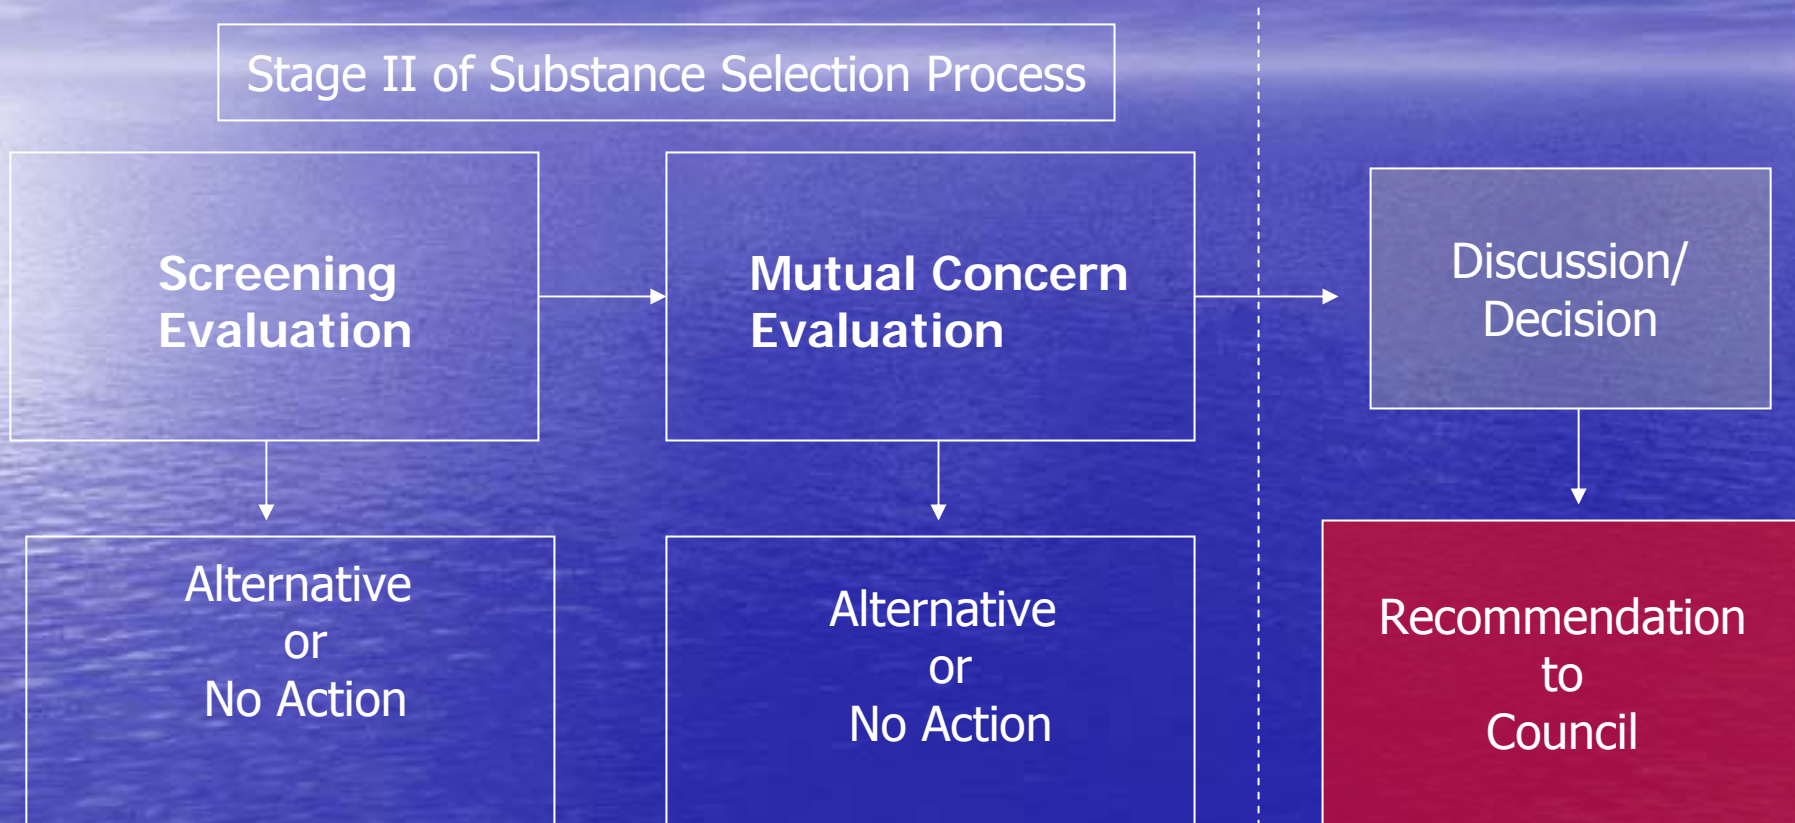 Stage II of Substance Selection Process
Screening
Evaluation
Mutual Concern
Evaluation
Discussion/
Decision
Alternative
or
No Action
Alternative
or
No Action
Recommendation
to
Council